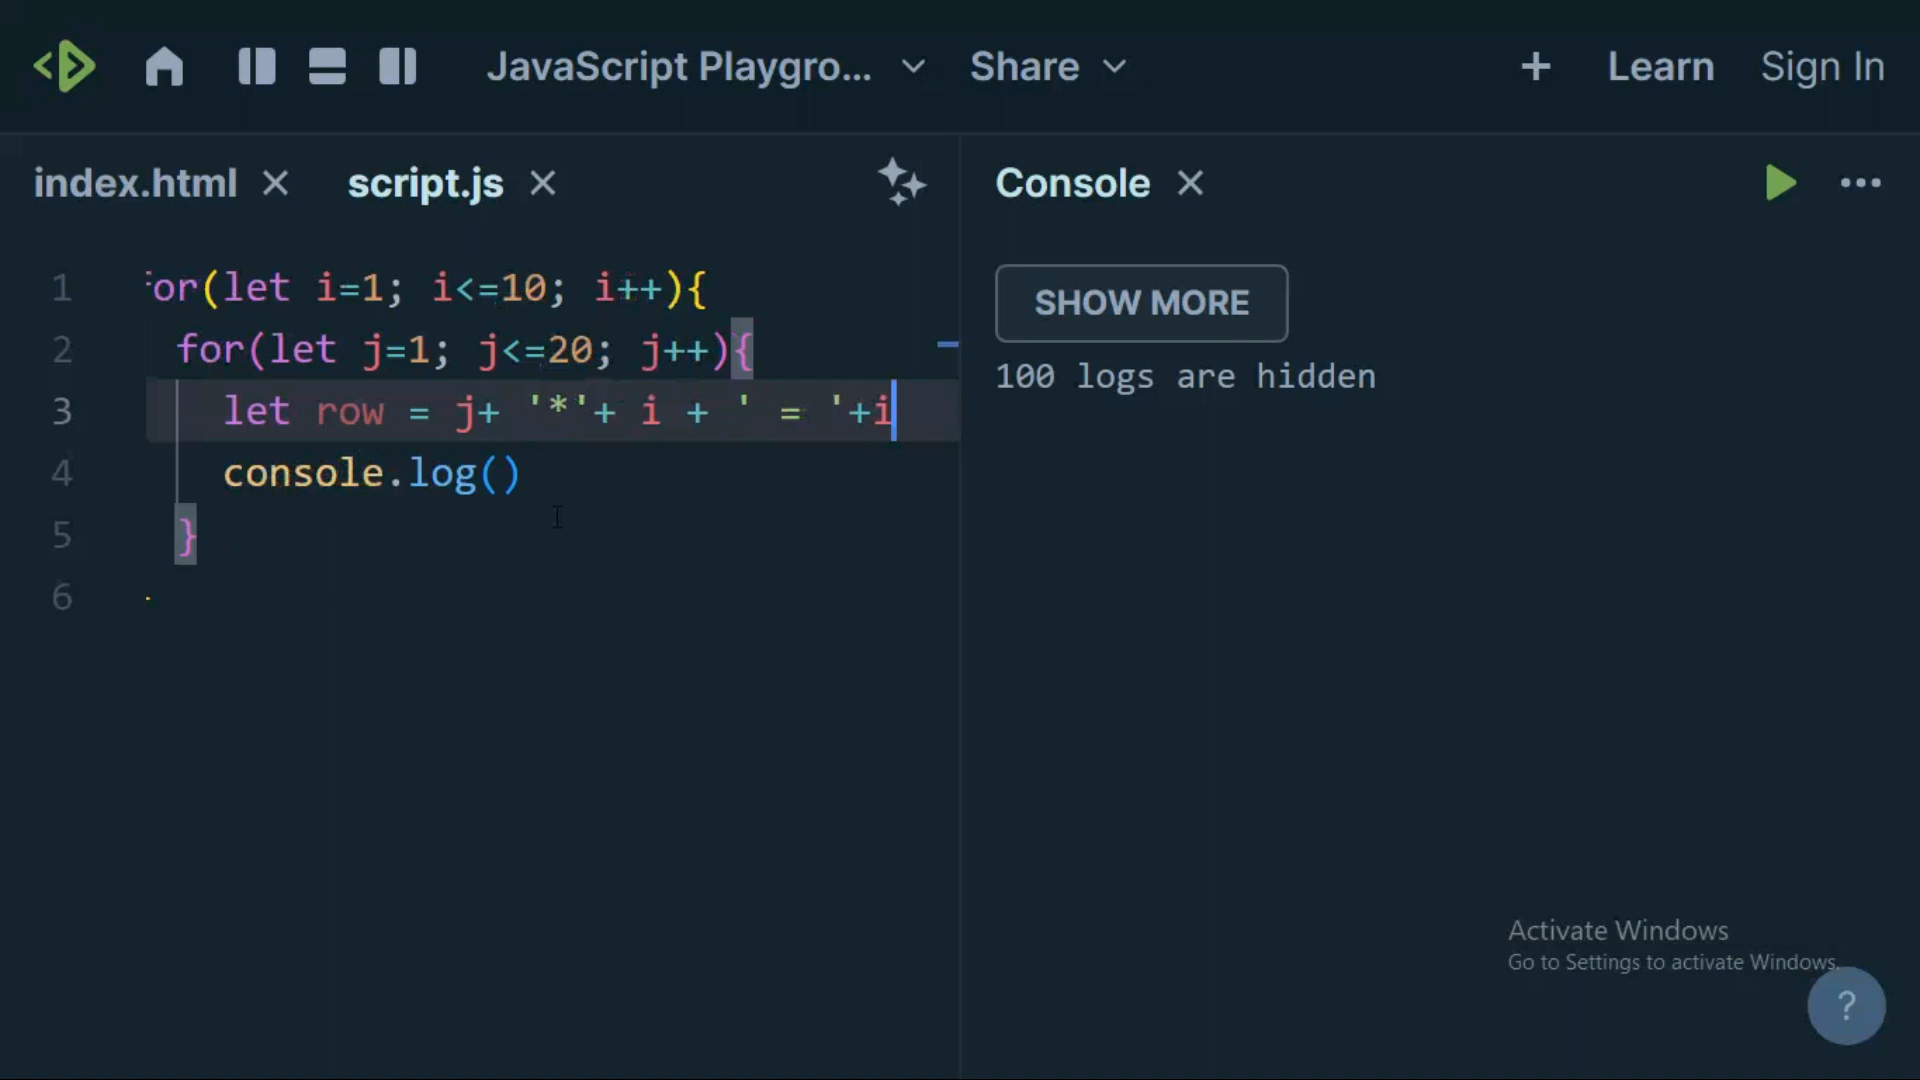 JavaScript Playgro...
Share
+
Learn
Sign In
index.html
script.js
Console
1 for(let i=1; i<=10; i++){
2 for(let j=1; j<=20; j++){
3 let row = j+ '*'+ i + ' = '+i
4 console.log()
5 }
6
SHOW MORE
100 logs are hidden
Activate Windows
Go to Settings to activate Windows.
?